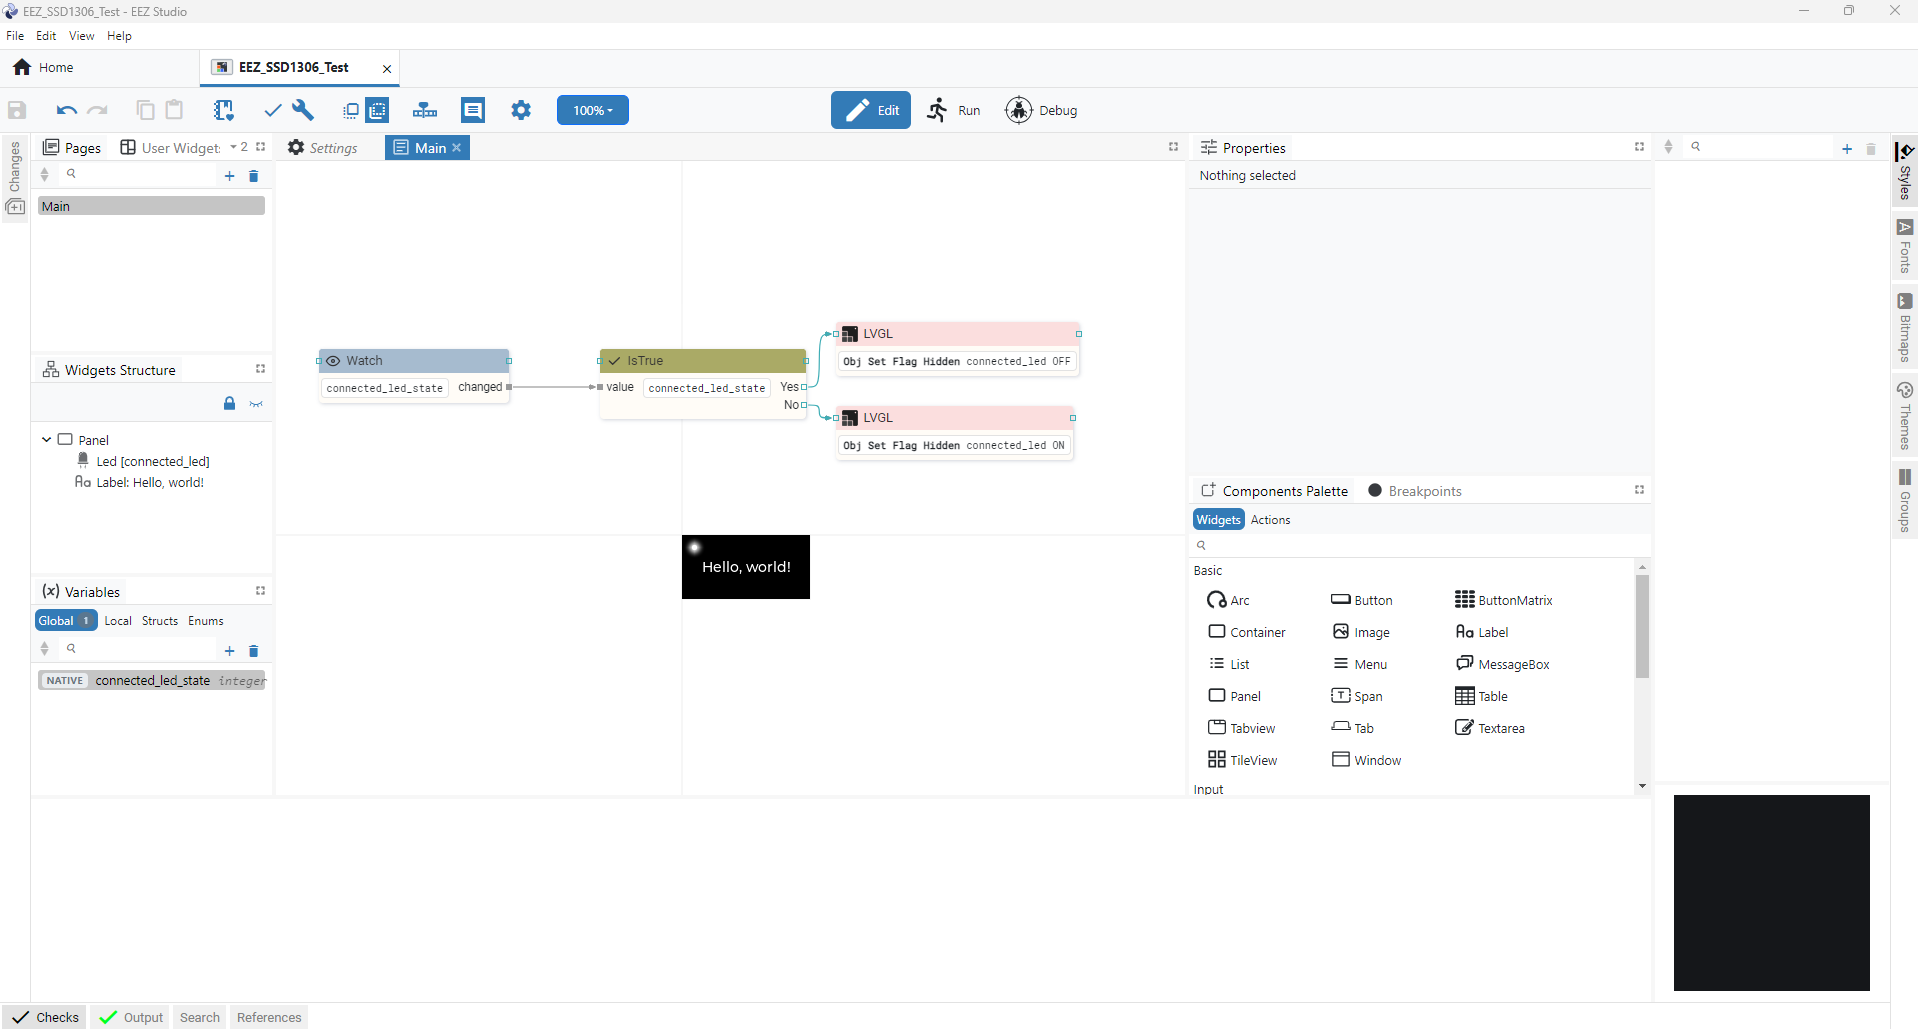 EEZ_SSD1306_Test - EEZ Studio
File Edit View Help
Home
EEZ_SSD1306_Test
100%
Edit Run Debug
Changes
Pages
User Widget: 2
Main
Widgets Structure
Panel
Led [connected_led]
Label: Hello, world!
Variables
Global 1 Local Structs Enums
NATIVE connected_led_state integer
Settings
Main
Watch
connected_led_state changed
IsTrue
value connected_led_state Yes
No
LVGL
Obj Set Flag Hidden connected_led OFF
LVGL
Obj Set Flag Hidden connected_led ON
Hello, world!
Properties
Nothing selected
Components Palette Breakpoints
Widgets Actions
Basic
Arc Button ButtonMatrix
Container Image Label
List Menu MessageBox
Panel Span Table
Tabview Tab Textarea
TileView Window
Input
Styles
Fonts
Bitmaps
Themes
Groups
Checks Output Search References